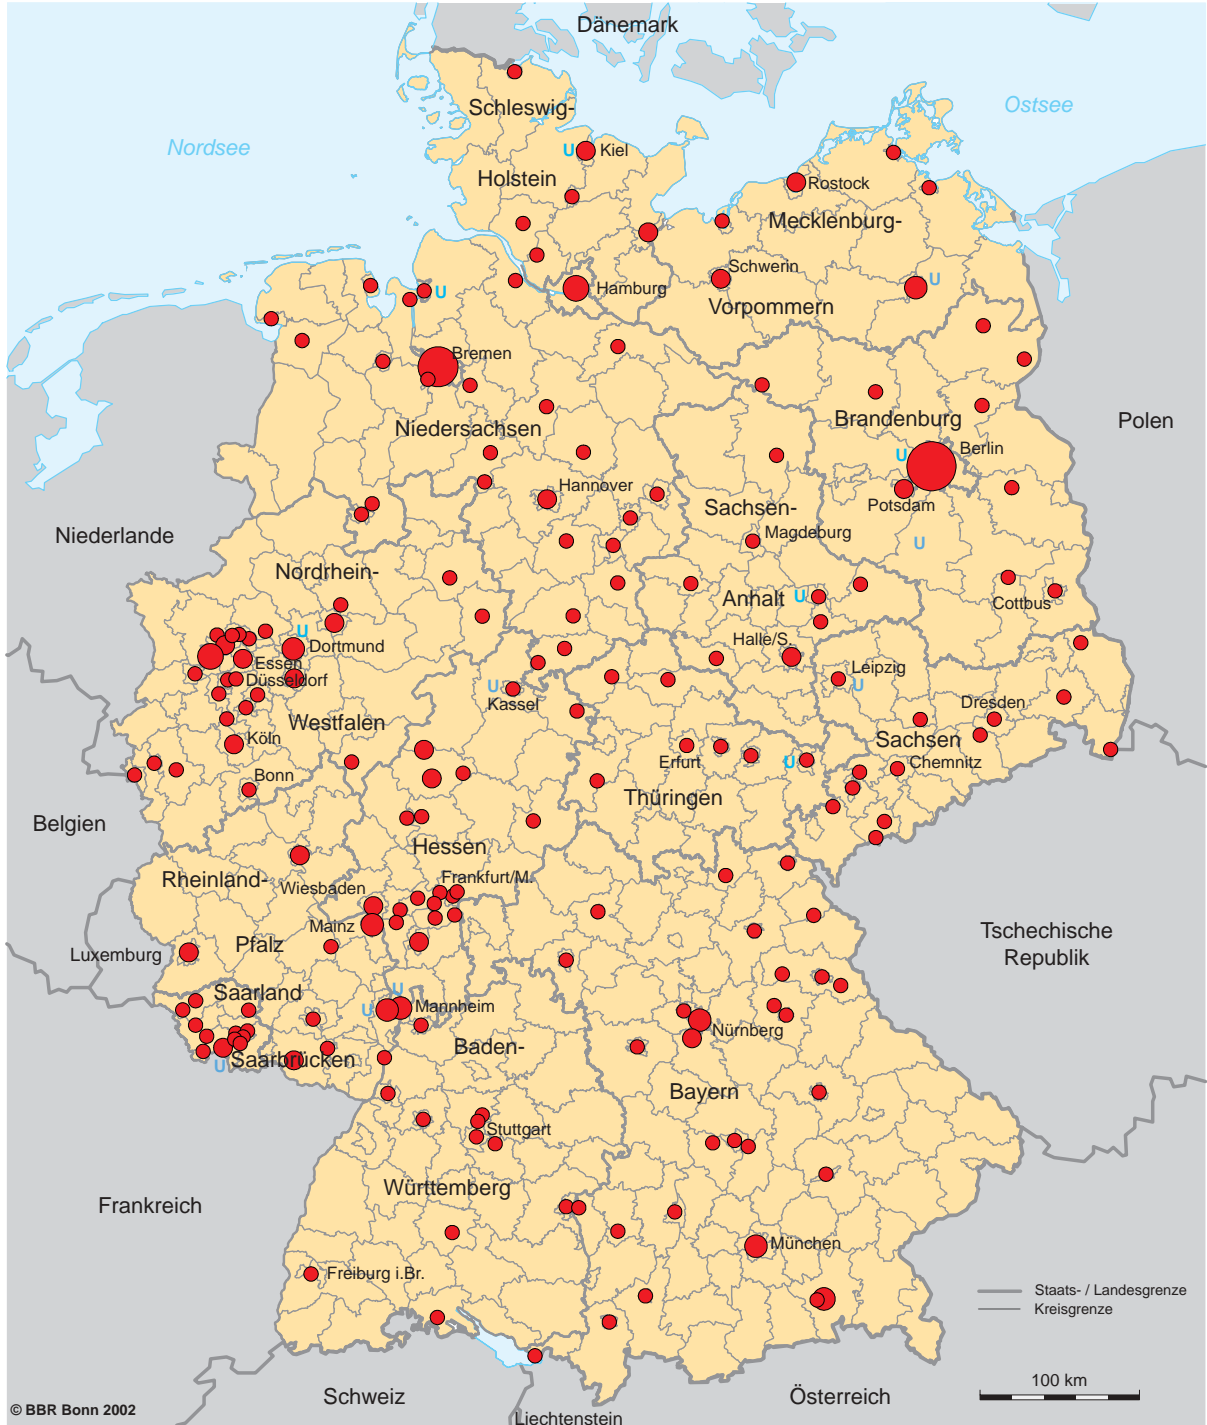 Dänemark
Schleswig-
Ostsee
Nordsee
U
Kiel
Holstein
Rostock
Mecklenburg-
Schwerin
U
Hamburg
U
Vorpommern
Bremen
Brandenburg
Polen
Niedersachsen
Berlin
U
Hannover
Sachsen-
Potsdam
Niederlande
Magdeburg
U
Nordrhein-
Anhalt
U
Cottbus
U
Dortmund
Halle/S.
Essen
Leipzig
Düsseldorf
U
U
Kassel
Dresden
Westfalen
Köln
Sachsen
Erfurt
U
Chemnitz
Bonn
Thüringen
Belgien
Hessen
Rheinland-
Wiesbaden
Frankfurt/M.
Mainz
Tschechische
Republik
Pfalz
Luxemburg
Saarland
U
U
Mannheim
Nürnberg
Baden-
Saarbrücken
U
Bayern
Stuttgart
Württemberg
Frankreich
München
Freiburg i.Br.
Staats- / Landesgrenze
Kreisgrenze
100 km
Schweiz
Österreich
© BBR Bonn 2002
Liechtenstein